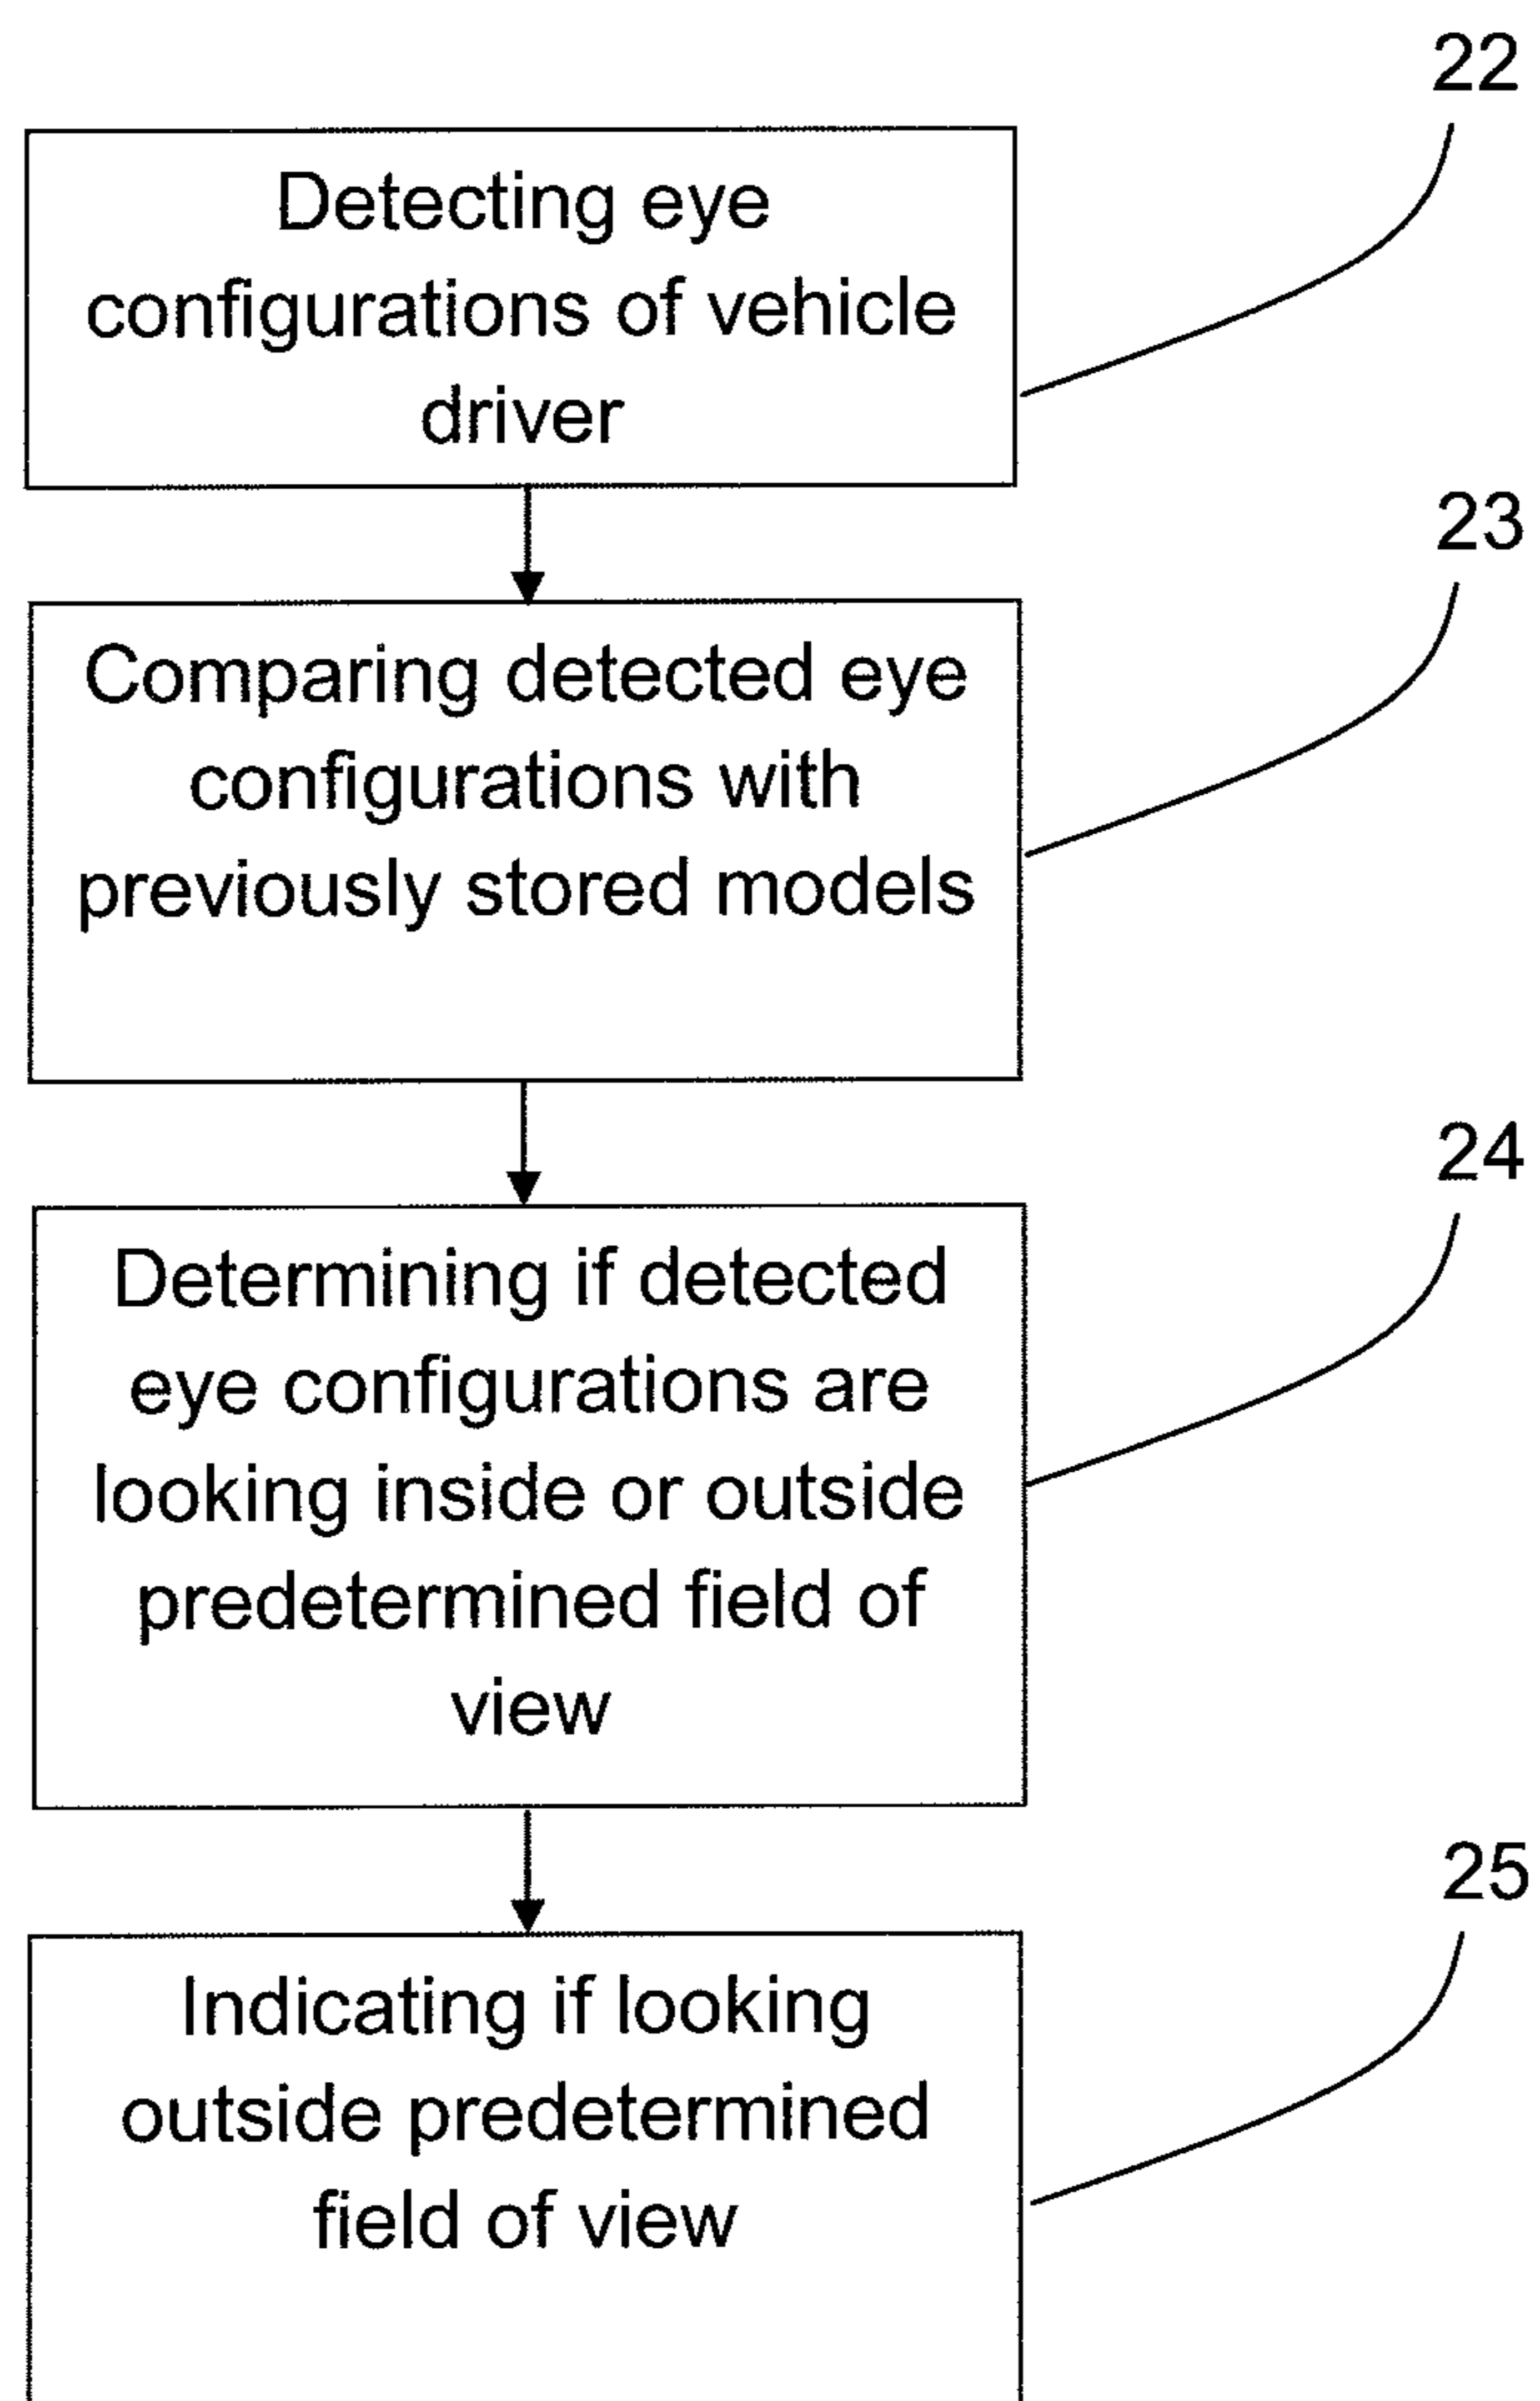 22
Detecting eye
configurations of vehicle
driver
23
Comparing detected eye
configurations with
previously stored models
24
Determining if detected
eye configurations are
looking inside or outside
predetermined field of
view
25
Indicating if looking
outside predetermined
field of view